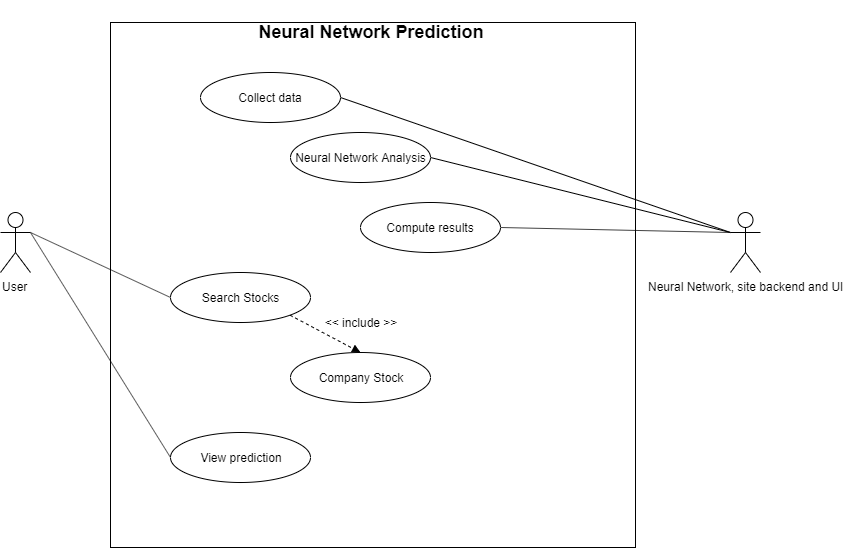 Neural Network Prediction
Collect data
Neural Network Analysis
Compute results
User
Neural Network, site backend and UI
Search Stocks
<< include >>
Company Stock
View prediction